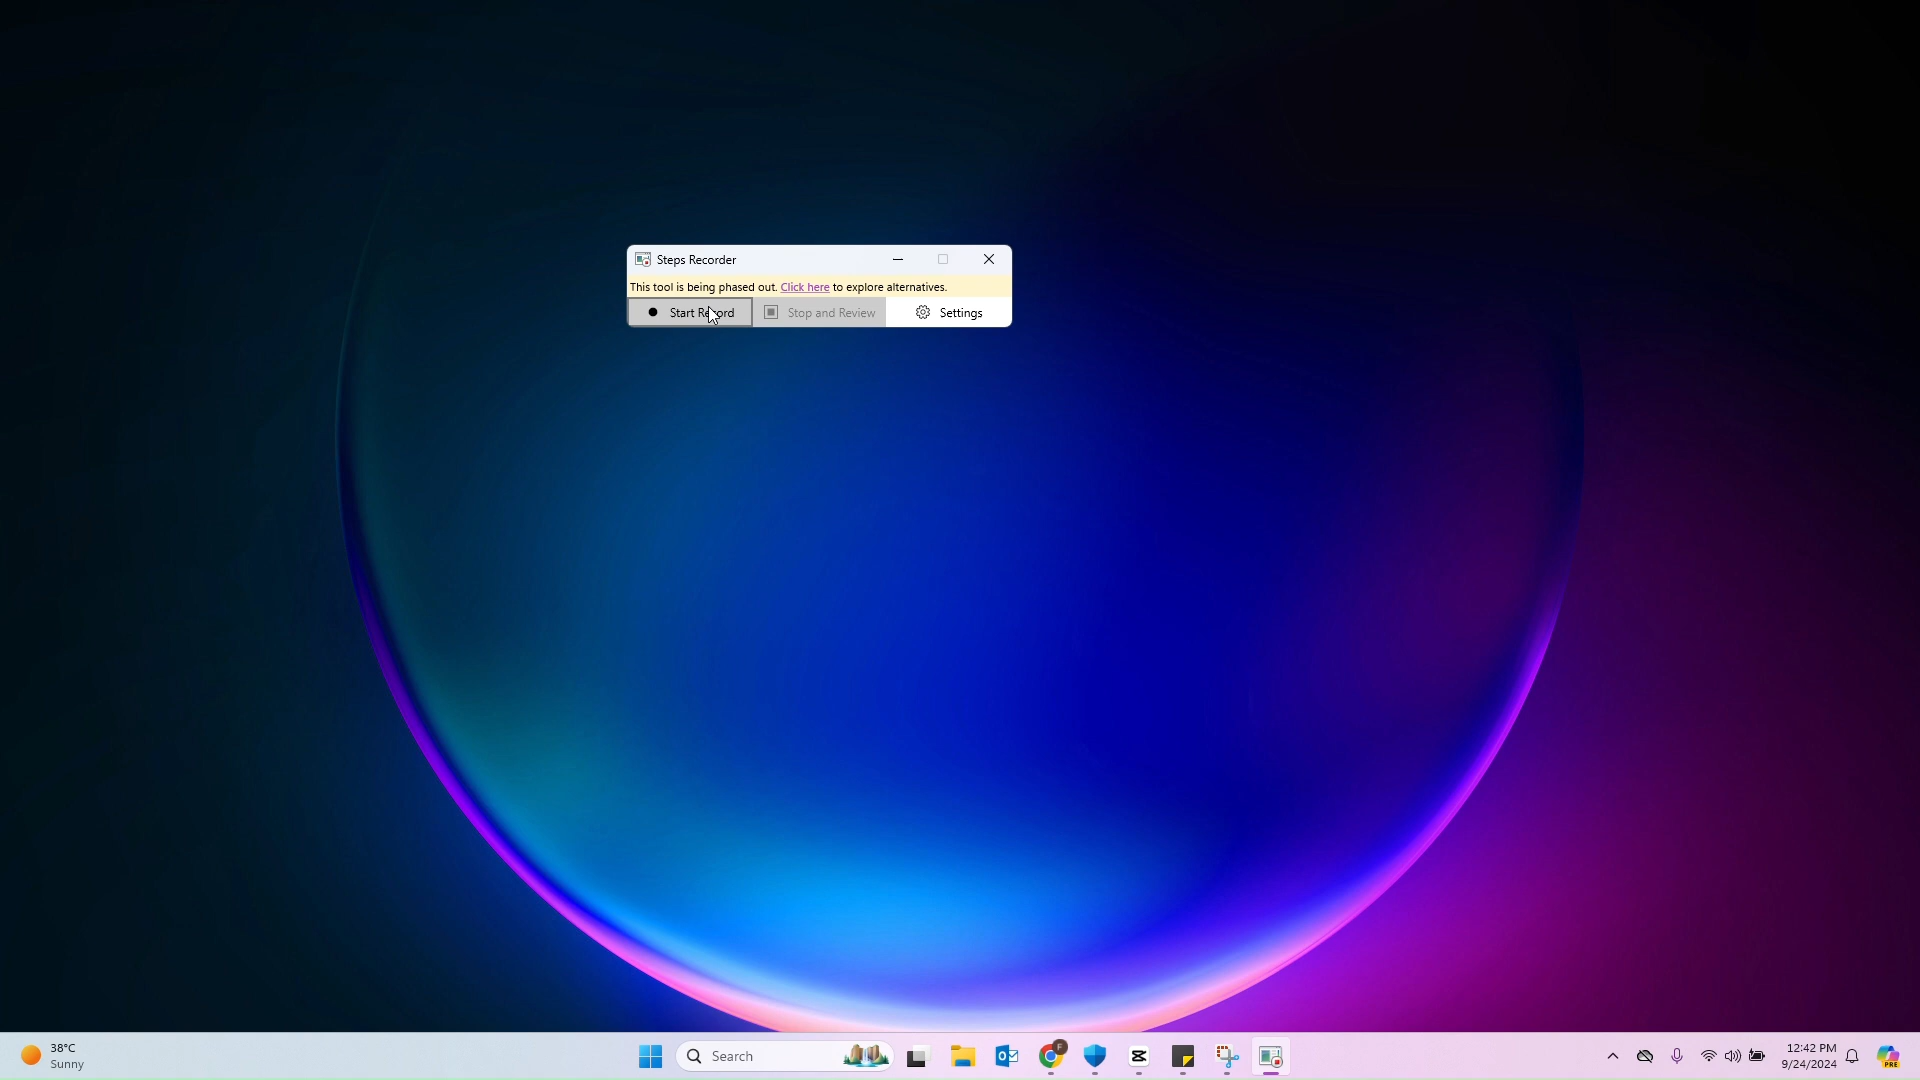 Steps Recorder
This tool is being phased out. Click here to explore alternatives.
Start Record Stop and Review Settings
38°C
Sunny
Search
F
PRE
12:42 PM
9/24/2024